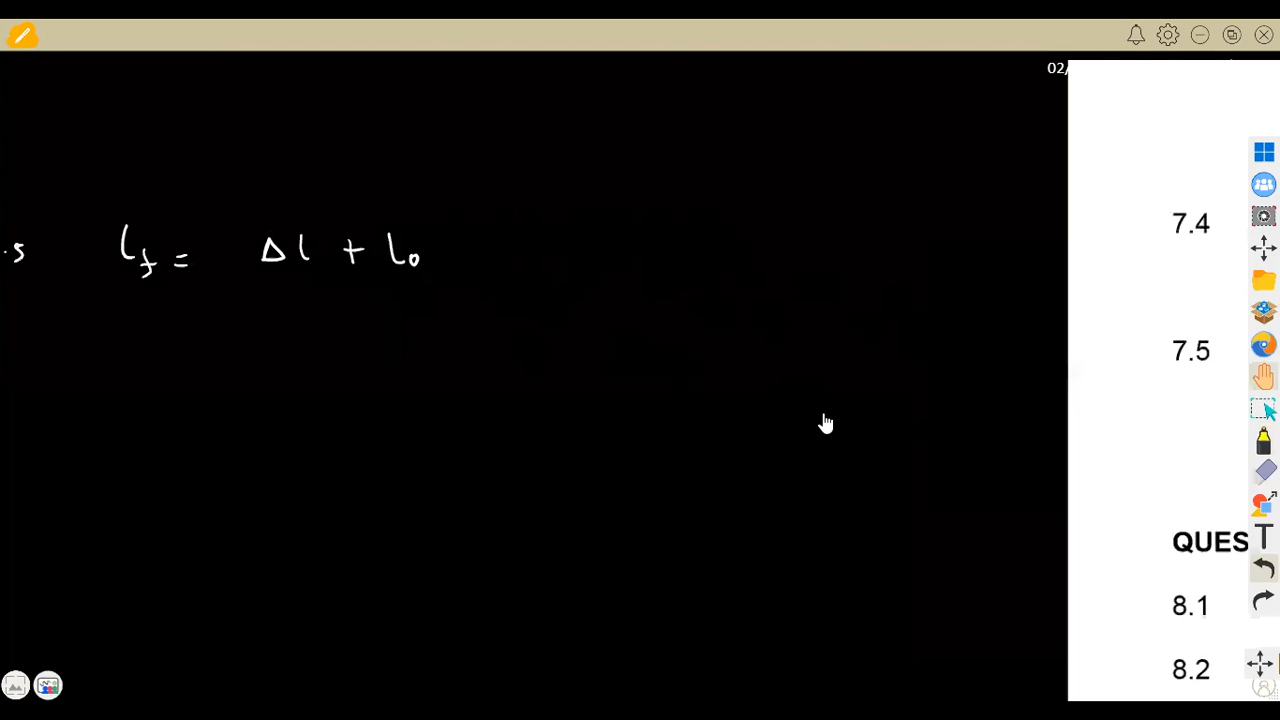 02/
.5 l_f = Δl + l_0
7.4
7.5
QUES
8.1
8.2